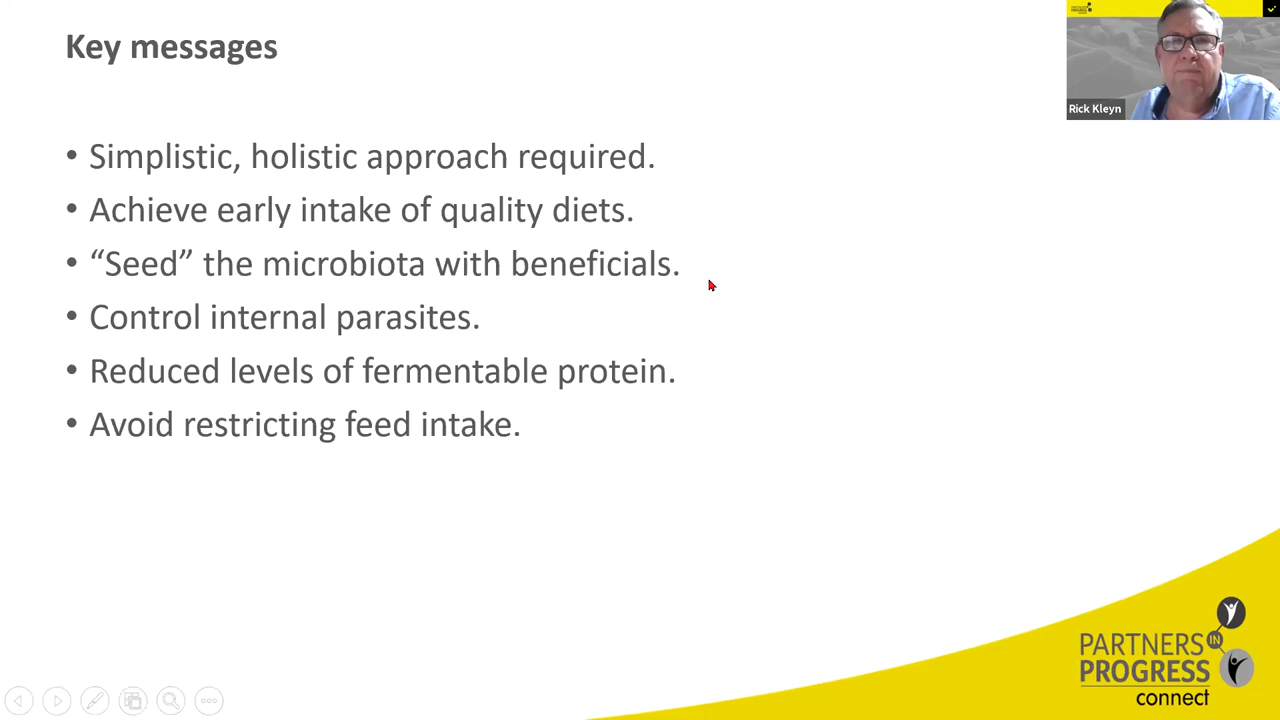 Key messages
Rick Kleyn
• Simplistic, holistic approach required.
• Achieve early intake of quality diets.
• “Seed” the microbiota with beneficials.
• Control internal parasites.
• Reduced levels of fermentable protein.
• Avoid restricting feed intake.
PARTNERS IN
PROGRESS
connect